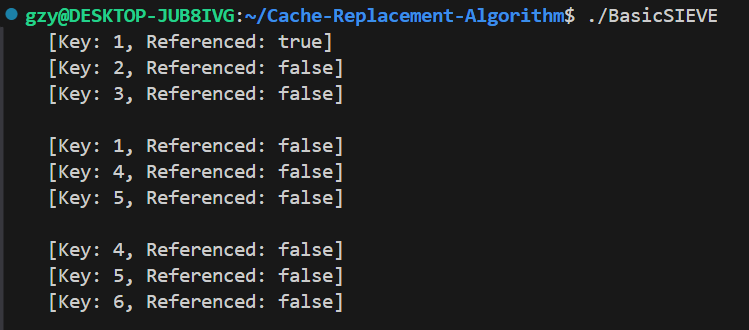 gzy@DESKTOP-JUB8IVG:~/Cache-Replacement-Algorithm$ ./BasicSIEVE
[Key: 1, Referenced: true]
[Key: 2, Referenced: false]
[Key: 3, Referenced: false]
[Key: 1, Referenced: false]
[Key: 4, Referenced: false]
[Key: 5, Referenced: false]
[Key: 4, Referenced: false]
[Key: 5, Referenced: false]
[Key: 6, Referenced: false]